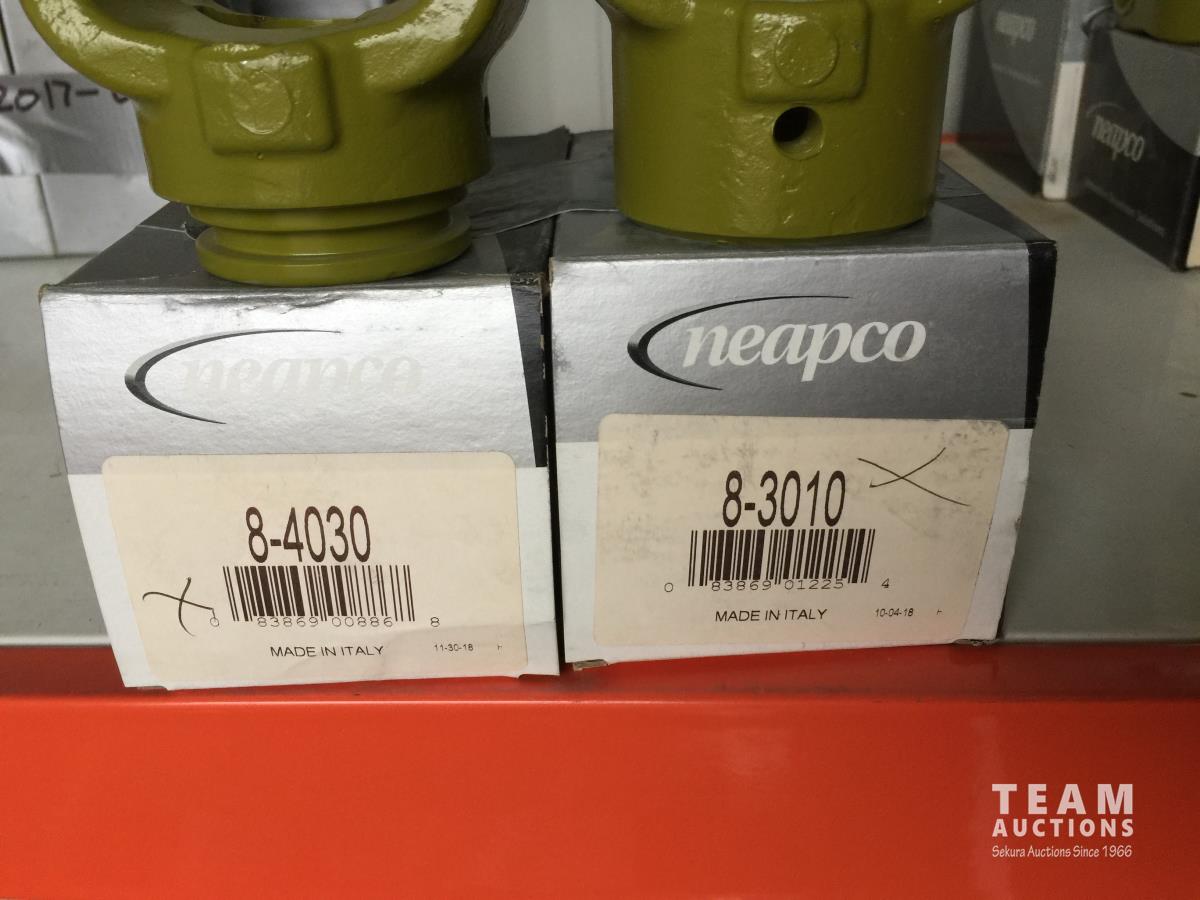 2017-
neapco
neapco
neapco
neapco
8-4030
0 83869 00886 8
MADE IN ITALY
11-30-18
8-3010
0 83869 01225 4
MADE IN ITALY
10-04-18
TEAM
AUCTIONS
Sekura Auctions Since 1966